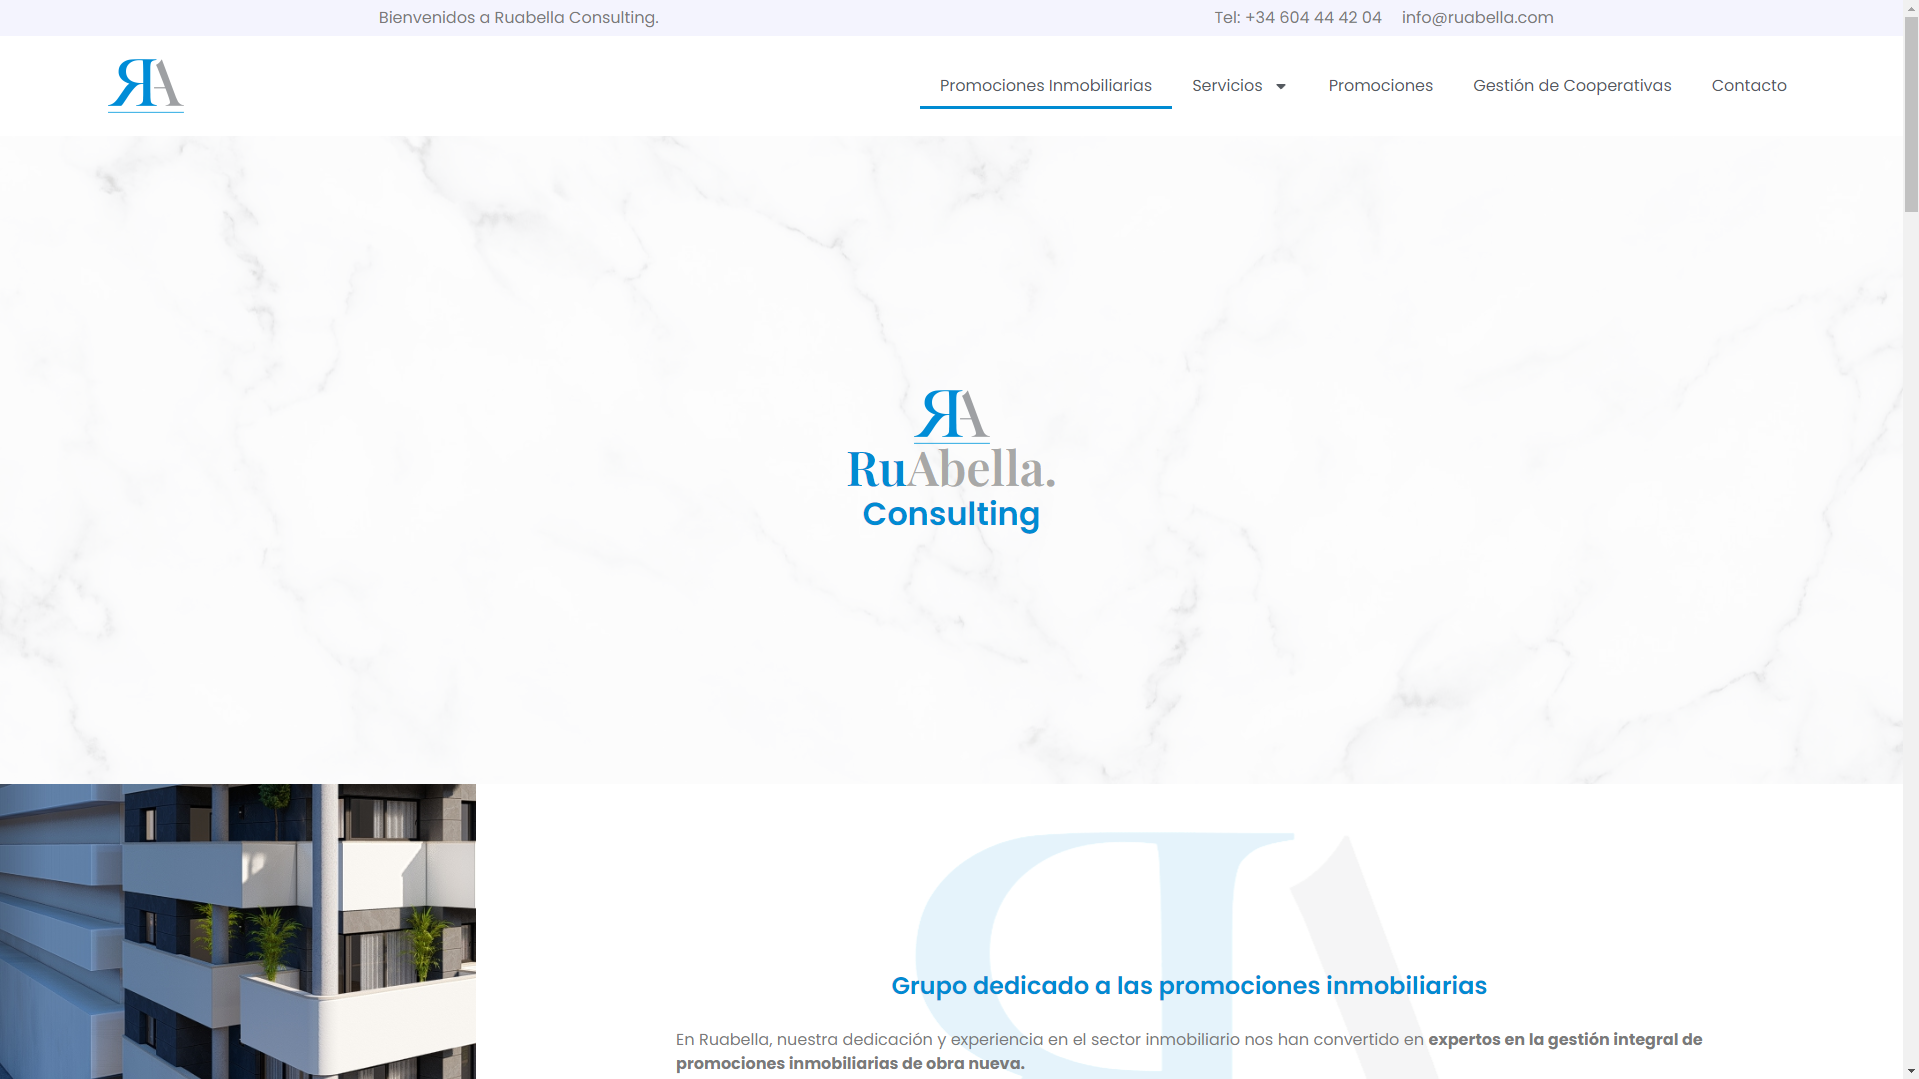 Bienvenidos a Ruabella Consulting.
Tel: +34 604 44 42 04 info@ruabella.com
Promociones Inmobiliarias Servicios Promociones Gestión de Cooperativas Contacto
RuAbella.
Consulting
Grupo dedicado a las promociones inmobiliarias
En Ruabella, nuestra dedicación y experiencia en el sector inmobiliario nos han convertido en expertos en la gestión integral de
promociones inmobiliarias de obra nueva.